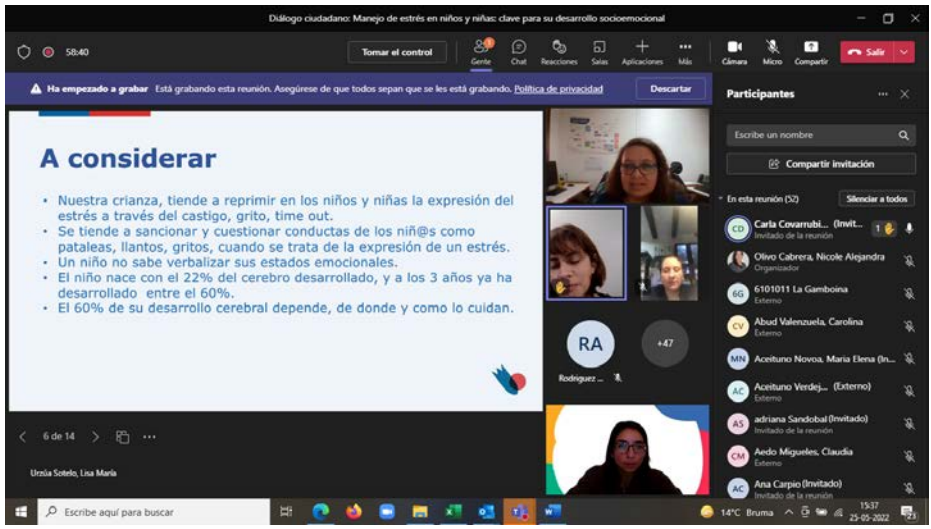 Diálogo ciudadano: Manejo de estrés en niños y niñas: clave para su desarrollo socioemocional
58:40
Tomar el control
Gente
Chat
Reacciones
Salas
Aplicaciones
Más
Cámara
Micro
Compartir
Salir
Ha empezado a grabar Está grabando esta reunión. Asegúrese de que todos sepan que se les está grabando. Política de privacidad
Descartar
A considerar
• Nuestra crianza, tiende a reprimir en los niños y niñas la expresión del
estrés a través del castigo, grito, time out.
• Se tiende a sancionar y cuestionar conductas de los niñ@s como
pataleas, llantos, gritos, cuando se trata de la expresión de un estrés.
• Un niño no sabe verbalizar sus estados emocionales.
• El niño nace con el 22% del cerebro desarrollado, y a los 3 años ya ha
desarrollado entre el 60%.
• El 60% de su desarrollo cerebral depende, de donde y como lo cuidan.
6 de 14
Urzúa Sotelo, Lisa María
RA
Rodriguez ...
+47
Participantes
Escribe un nombre
Compartir invitación
En esta reunión (52)
Silenciar a todos
CD
Carla Covarrubi... (Invit...
Invitado de la reunión
1
Olivo Cabrera, Nicole Alejandra
Organizador
6G
6101011 La Gamboina
Externo
CV
Abud Valenzuela, Carolina
Externo
MN
Aceituno Novoa, Maria Elena (In...
AC
Aceituno Verdej... (Externo)
Externo
AS
adriana Sandobal (Invitado)
Invitado de la reunión
CM
Aedo Migueles, Claudia
Externo
AC
Ana Carpio (Invitado)
Invitado de la reunión
Escribe aquí para buscar
14°C Bruma
15:37
25-05-2022